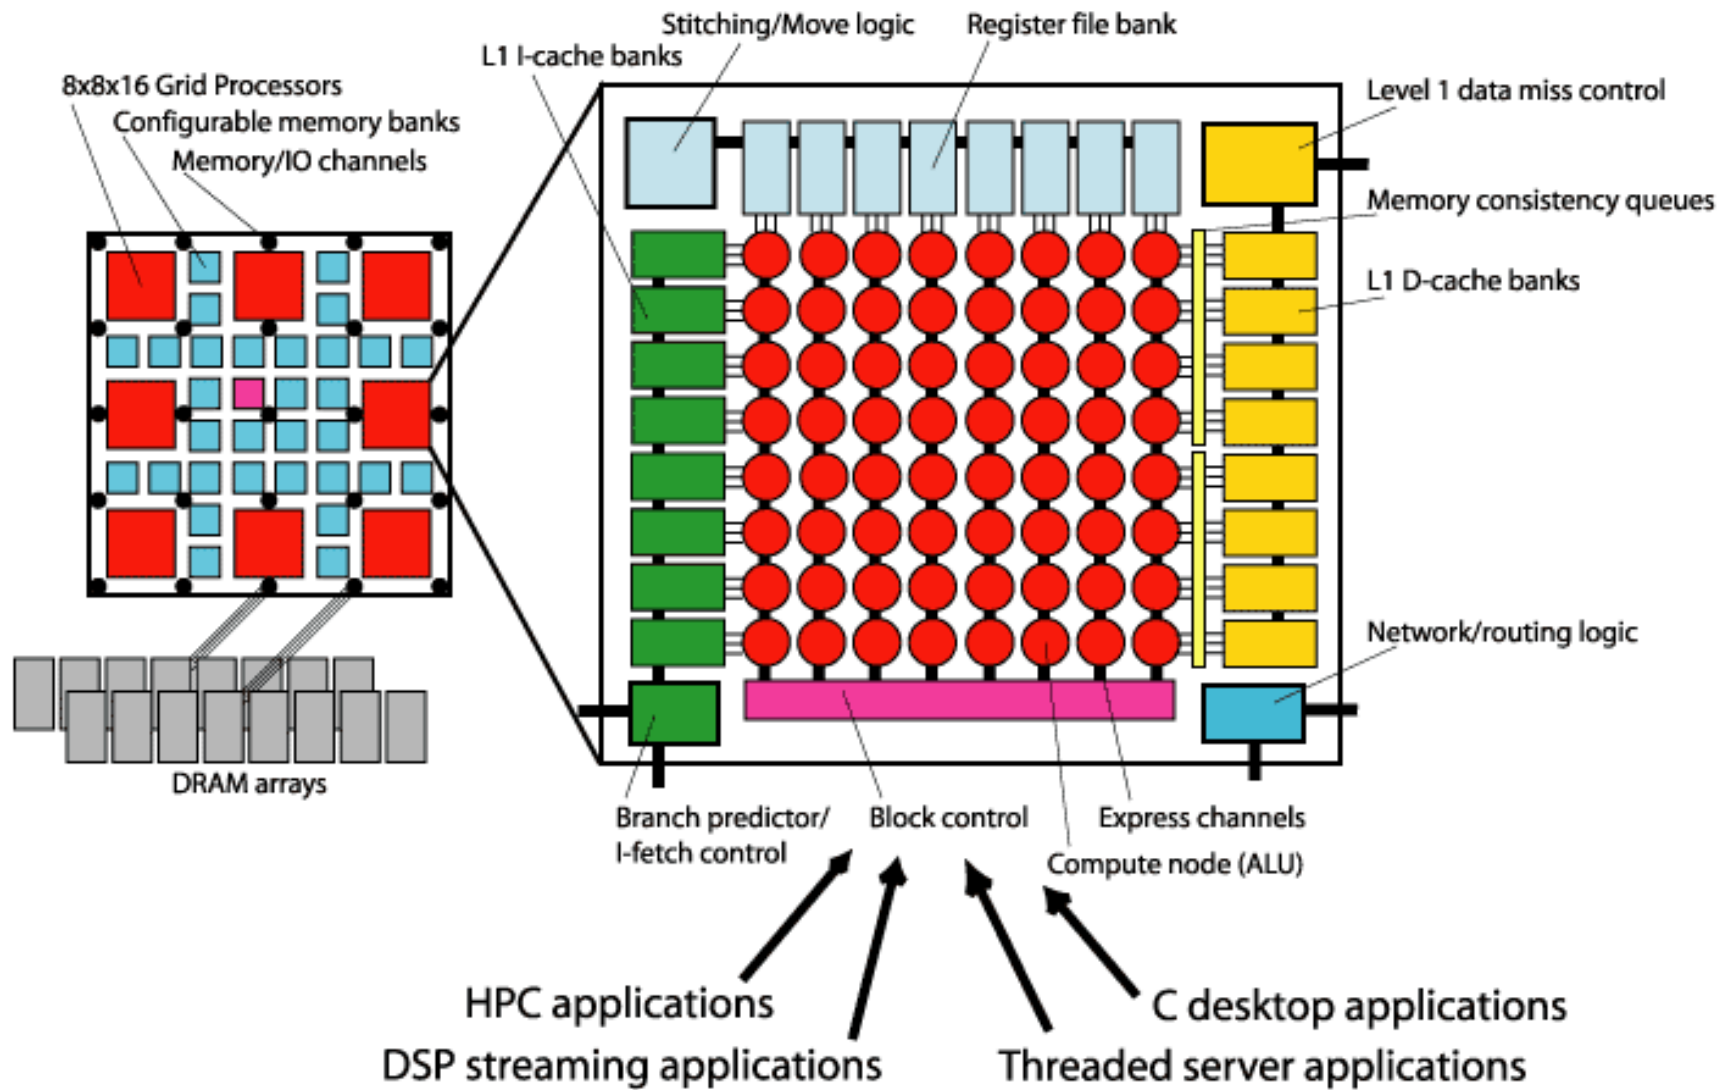 Stitching/Move logic
Register file bank
L1 I-cache banks
8x8x16 Grid Processors
Configurable memory banks
Memory/IO channels
Level 1 data miss control
Memory consistency queues
L1 D-cache banks
Network/routing logic
DRAM arrays
Branch predictor/
I-fetch control
Block control
Express channels
Compute node (ALU)
HPC applications
C desktop applications
DSP streaming applications
Threaded server applications